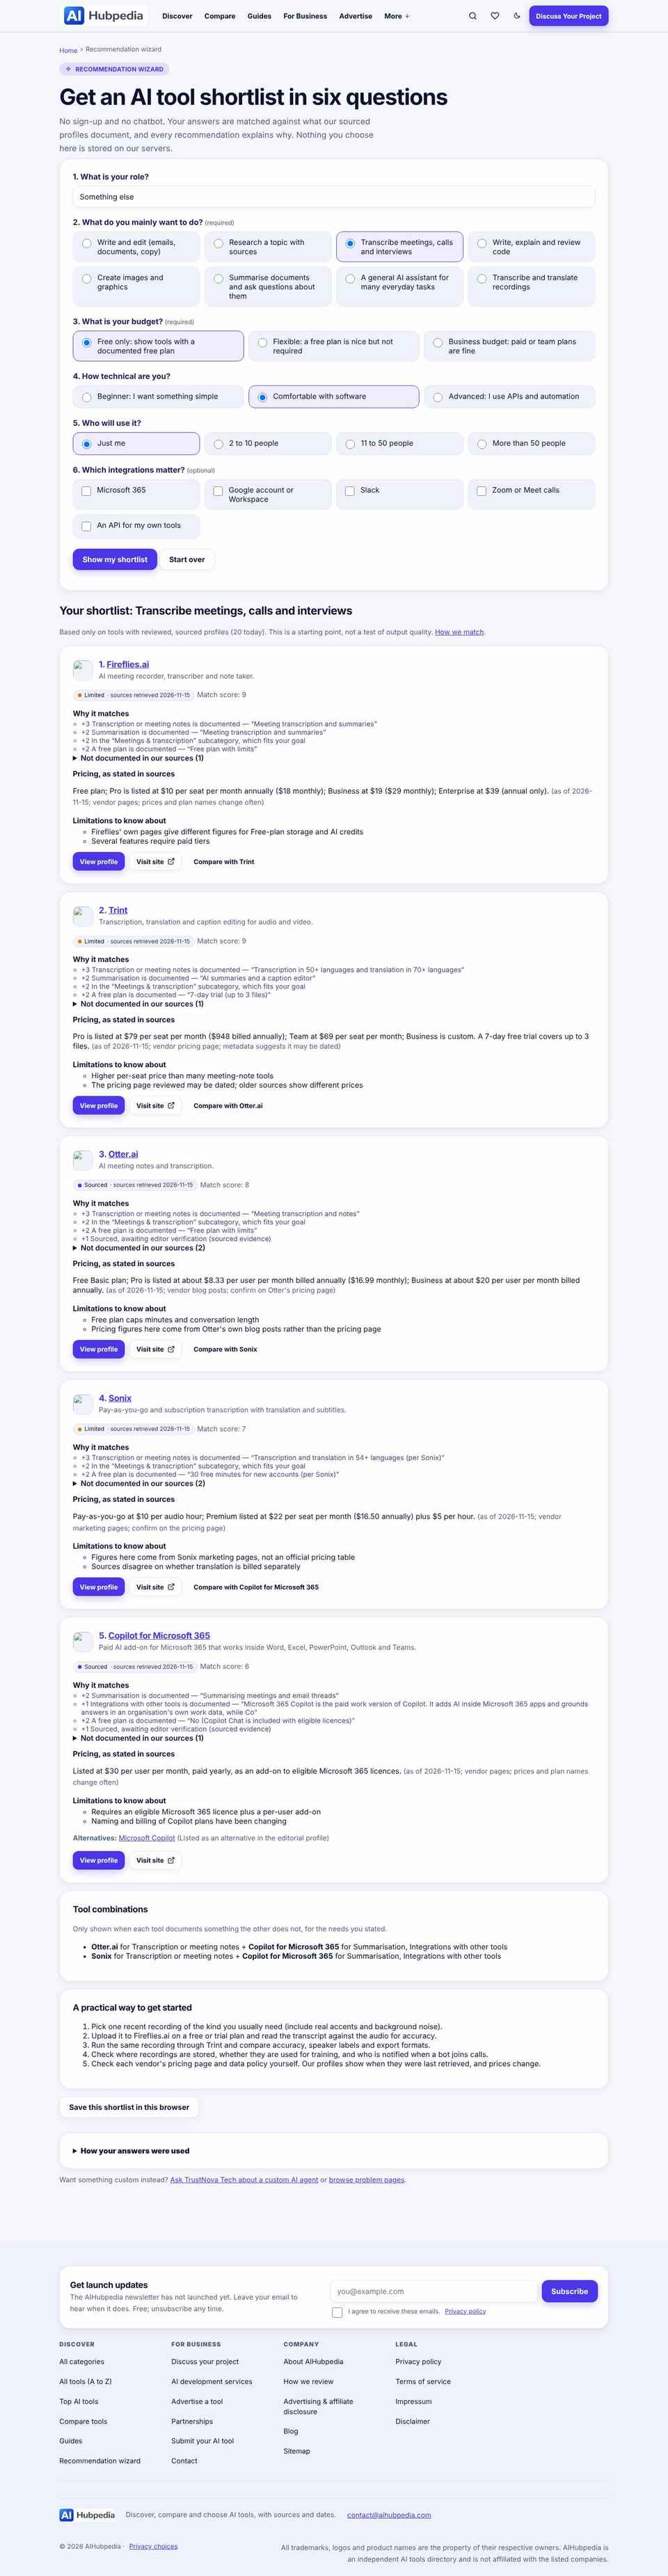 AI Hubpedia
Discover
Compare
Guides
For Business
Advertise
More
Discuss Your Project
Home > Recommendation wizard
RECOMMENDATION WIZARD
Get an AI tool shortlist in six questions
No sign-up and no chatbot. Your answers are matched against what our sourced
profiles document, and every recommendation explains why. Nothing you choose
here is stored on our servers.
1. What is your role?
Something else
2. What do you mainly want to do? (required)
Write and edit (emails, documents, copy)
Research a topic with sources
Transcribe meetings, calls and interviews
Write, explain and review code
Create images and graphics
Summarise documents and ask questions about them
A general AI assistant for many everyday tasks
Transcribe and translate recordings
3. What is your budget? (required)
Free only: show tools with a documented free plan
Flexible: a free plan is nice but not required
Business budget: paid or team plans are fine
4. How technical are you?
Beginner: I want something simple
Comfortable with software
Advanced: I use APIs and automation
5. Who will use it?
Just me
2 to 10 people
11 to 50 people
More than 50 people
6. Which integrations matter? (optional)
Microsoft 365
Google account or Workspace
Slack
Zoom or Meet calls
An API for my own tools
Show my shortlist
Start over
Your shortlist: Transcribe meetings, calls and interviews
Based only on tools with reviewed, sourced profiles (20 today). This is a starting point, not a test of output quality. How we match.
1. Fireflies.ai
AI meeting recorder, transcriber and note taker.
Limited · sources retrieved 2026-11-15 Match score: 9
Why it matches
+3 Transcription or meeting notes is documented — “Meeting transcription and summaries”
+2 Summarisation is documented — “Meeting transcription and summaries”
+2 In the “Meetings & transcription” subcategory, which fits your goal
+2 A free plan is documented — “Free plan with limits”
Not documented in our sources (1)
Pricing, as stated in sources
Free plan; Pro is listed at $10 per seat per month annually ($18 monthly); Business at $19 ($29 monthly); Enterprise at $39 (annual only). (as of 2026-
11-15; vendor pages; prices and plan names change often)
Limitations to know about
Fireflies' own pages give different figures for Free-plan storage and AI credits
Several features require paid tiers
View profile
Visit site
Compare with Trint
2. Trint
Transcription, translation and caption editing for audio and video.
Limited · sources retrieved 2026-11-15 Match score: 9
Why it matches
+3 Transcription or meeting notes is documented — “Transcription in 50+ languages and translation in 70+ languages”
+2 Summarisation is documented — “AI summaries and a caption editor”
+2 In the “Meetings & transcription” subcategory, which fits your goal
+2 A free plan is documented — “7-day trial (up to 3 files)”
Not documented in our sources (1)
Pricing, as stated in sources
Pro is listed at $79 per seat per month ($948 billed annually); Team at $69 per seat per month; Business is custom. A 7-day free trial covers up to 3
files. (as of 2026-11-15; vendor pricing page; metadata suggests it may be dated)
Limitations to know about
Higher per-seat price than many meeting-note tools
The pricing page reviewed may be dated; older sources show different prices
View profile
Visit site
Compare with Otter.ai
3. Otter.ai
AI meeting notes and transcription.
Sourced · sources retrieved 2026-11-15 Match score: 8
Why it matches
+3 Transcription or meeting notes is documented — “Meeting transcription and notes”
+2 In the “Meetings & transcription” subcategory, which fits your goal
+2 A free plan is documented — “Free plan with limits”
+1 Sourced, awaiting editor verification (sourced evidence)
Not documented in our sources (2)
Pricing, as stated in sources
Free Basic plan; Pro is listed at about $8.33 per user per month billed annually ($16.99 monthly); Business at about $20 per user per month billed
annually. (as of 2026-11-15; vendor blog posts; confirm on Otter's pricing page)
Limitations to know about
Free plan caps minutes and conversation length
Pricing figures here come from Otter's own blog posts rather than the pricing page
View profile
Visit site
Compare with Sonix
4. Sonix
Pay-as-you-go and subscription transcription with translation and subtitles.
Limited · sources retrieved 2026-11-15 Match score: 7
Why it matches
+3 Transcription or meeting notes is documented — “Transcription and translation in 54+ languages (per Sonix)”
+2 In the “Meetings & transcription” subcategory, which fits your goal
+2 A free plan is documented — “30 free minutes for new accounts (per Sonix)”
Not documented in our sources (2)
Pricing, as stated in sources
Pay-as-you-go at $10 per audio hour; Premium listed at $22 per seat per month ($16.50 annually) plus $5 per hour. (as of 2026-11-15; vendor
marketing pages; confirm on the pricing page)
Limitations to know about
Figures here come from Sonix marketing pages, not an official pricing table
Sources disagree on whether translation is billed separately
View profile
Visit site
Compare with Copilot for Microsoft 365
5. Copilot for Microsoft 365
Paid AI add-on for Microsoft 365 that works inside Word, Excel, PowerPoint, Outlook and Teams.
Sourced · sources retrieved 2026-11-15 Match score: 6
Why it matches
+2 Summarisation is documented — “Summarising meetings and email threads”
+1 Integrations with other tools is documented — “Microsoft 365 Copilot is the paid work version of Copilot. It adds AI inside Microsoft 365 apps and grounds
answers in an organisation's own work data, while Co”
+2 A free plan is documented — “No (Copilot Chat is included with eligible licences)”
+1 Sourced, awaiting editor verification (sourced evidence)
Not documented in our sources (1)
Pricing, as stated in sources
Listed at $30 per user per month, paid yearly, as an add-on to eligible Microsoft 365 licences. (as of 2026-11-15; vendor pages; prices and plan names
change often)
Limitations to know about
Requires an eligible Microsoft 365 licence plus a per-user add-on
Naming and billing of Copilot plans have been changing
Alternatives: Microsoft Copilot (Listed as an alternative in the editorial profile)
View profile
Visit site
Tool combinations
Only shown when each tool documents something the other does not, for the needs you stated.
Otter.ai for Transcription or meeting notes + Copilot for Microsoft 365 for Summarisation, Integrations with other tools
Sonix for Transcription or meeting notes + Copilot for Microsoft 365 for Summarisation, Integrations with other tools
A practical way to get started
1. Pick one recent recording of the kind you usually need (include real accents and background noise).
2. Upload it to Fireflies.ai on a free or trial plan and read the transcript against the audio for accuracy.
3. Run the same recording through Trint and compare accuracy, speaker labels and export formats.
4. Check where recordings are stored, whether they are used for training, and who is notified when a bot joins calls.
5. Check each vendor's pricing page and data policy yourself. Our profiles show when they were last retrieved, and prices change.
Save this shortlist in this browser
How your answers were used
Want something custom instead? Ask TrustNova Tech about a custom AI agent or browse problem pages.
Get launch updates
The AIHubpedia newsletter has not launched yet. Leave your email to
hear when it does. Free; unsubscribe any time.
you@example.com
Subscribe
I agree to receive these emails. Privacy policy
DISCOVER
All categories
All tools (A to Z)
Top AI tools
Compare tools
Guides
Recommendation wizard
FOR BUSINESS
Discuss your project
AI development services
Advertise a tool
Partnerships
Submit your AI tool
Contact
COMPANY
About AIHubpedia
How we review
Advertising & affiliate
disclosure
Blog
Sitemap
LEGAL
Privacy policy
Terms of service
Impressum
Disclaimer
AI Hubpedia
Discover, compare and choose AI tools, with sources and dates.
contact@aihubpedia.com
© 2026 AIHubpedia · Privacy choices
All trademarks, logos and product names are the property of their respective owners. AIHubpedia is
an independent AI tools directory and is not affiliated with the listed companies.